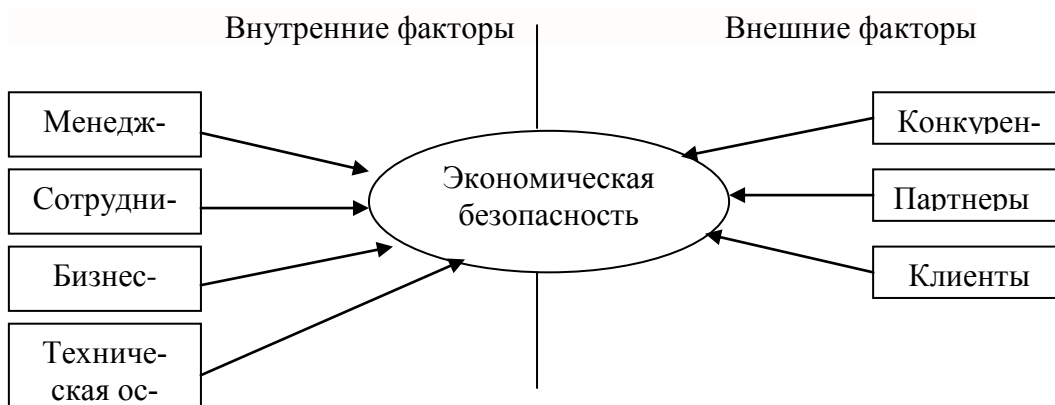 Внутренние факторы
Внешние факторы
Менедж-
Сотрудни-
Бизнес-
Техниче-
ская ос-
Экономическая
безопасность
Конкурен-
Партнеры
Клиенты